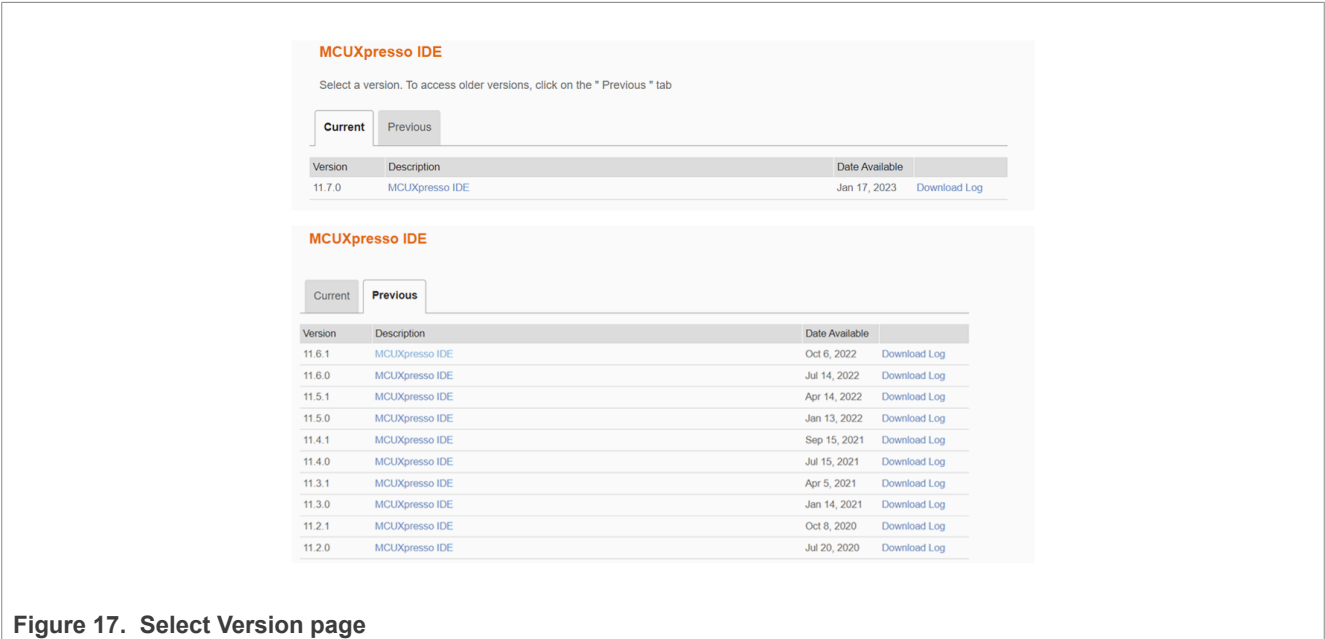 MCUXpresso IDE
Select a version. To access older versions, click on the " Previous " tab
Current Previous
Version Description Date Available
11.7.0 MCUXpresso IDE Jan 17, 2023 Download Log
MCUXpresso IDE
Current Previous
Version Description Date Available
11.6.1 MCUXpresso IDE Oct 6, 2022 Download Log
11.6.0 MCUXpresso IDE Jul 14, 2022 Download Log
11.5.1 MCUXpresso IDE Apr 14, 2022 Download Log
11.5.0 MCUXpresso IDE Jan 13, 2022 Download Log
11.4.1 MCUXpresso IDE Sep 15, 2021 Download Log
11.4.0 MCUXpresso IDE Jul 15, 2021 Download Log
11.3.1 MCUXpresso IDE Apr 5, 2021 Download Log
11.3.0 MCUXpresso IDE Jan 14, 2021 Download Log
11.2.1 MCUXpresso IDE Oct 8, 2020 Download Log
11.2.0 MCUXpresso IDE Jul 20, 2020 Download Log
Figure 17. Select Version page